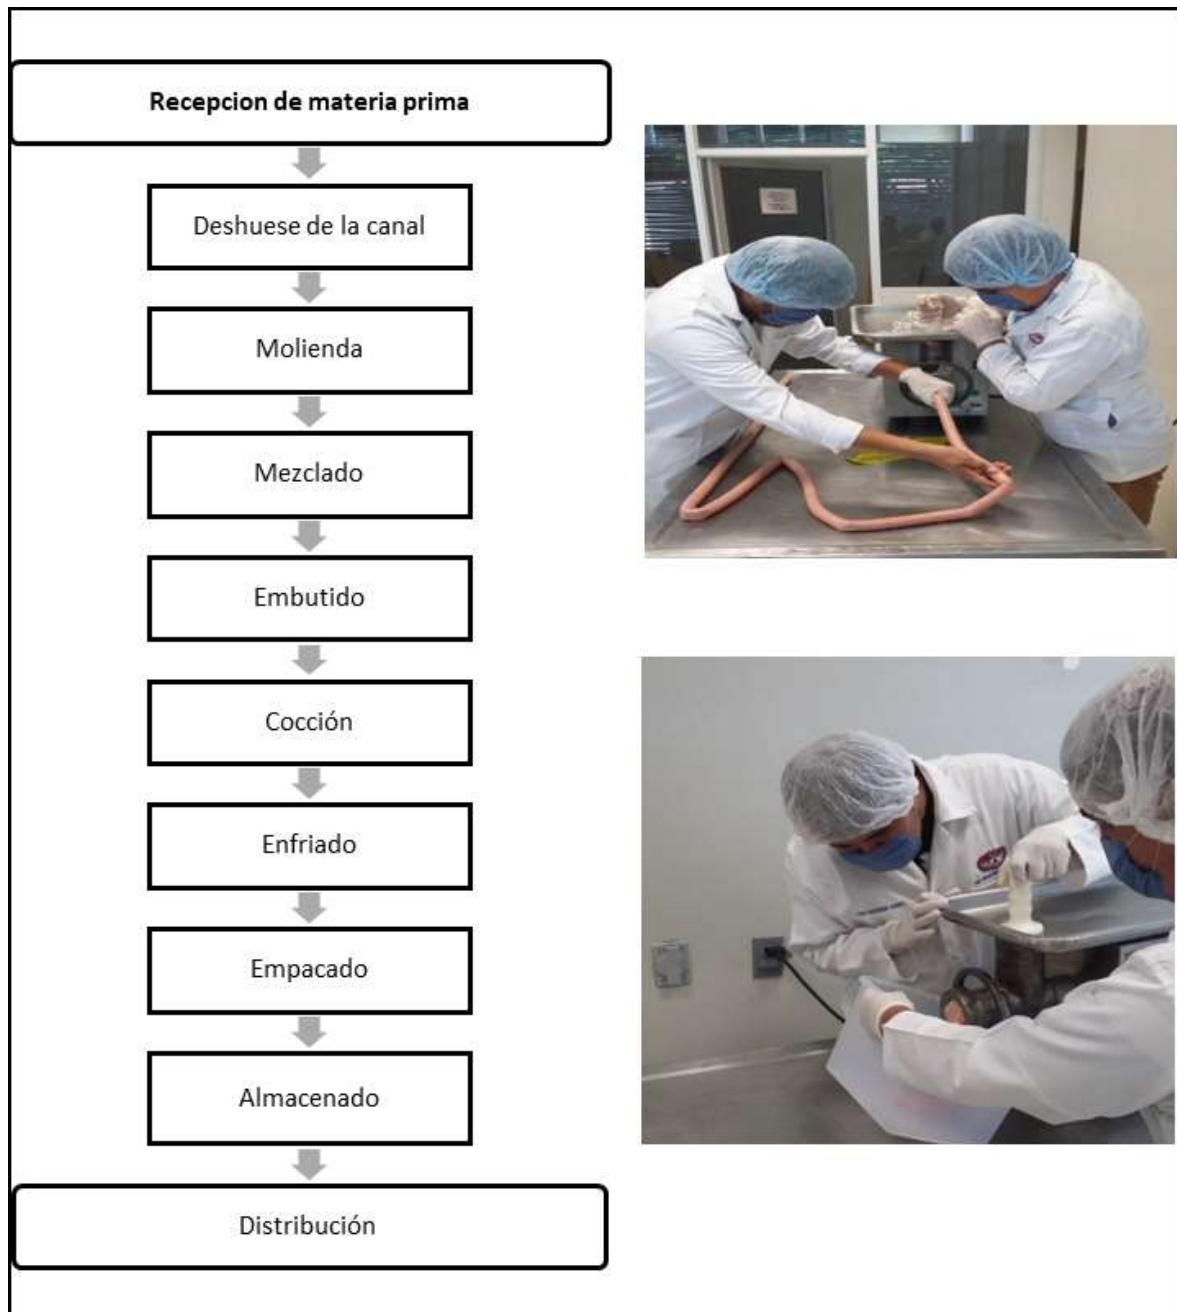 Recepcion de materia prima
Deshuese de la canal
Molienda
Mezclado
Embutido
Cocción
Enfriado
Empacado
Almacenado
Distribución